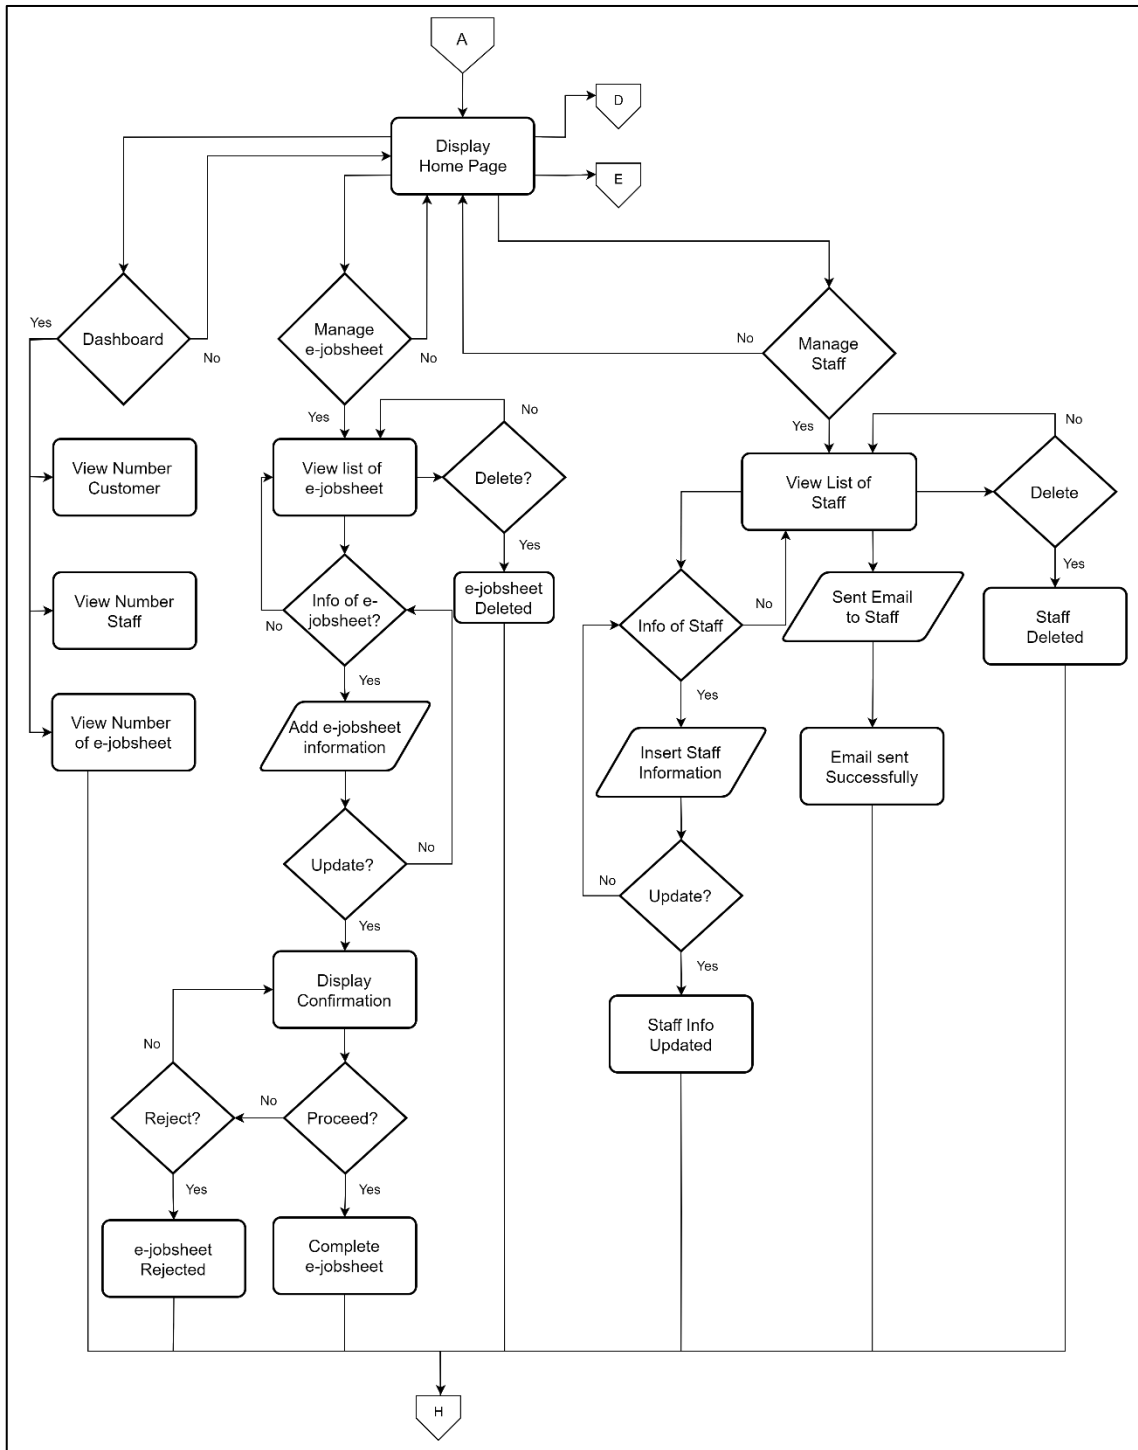 A
D
Display
Home Page
E
Yes
Dashboard
No
Manage
e-jobsheet
No
No
Manage
Staff
Yes
No
Yes
No
View Number
Customer
View list of
e-jobsheet
Delete?
View List of
Staff
Delete
Yes
Yes
View Number
Staff
Info of e-
jobsheet?
No
e-jobsheet
Deleted
Info of Staff
No
Sent Email
to Staff
Staff
Deleted
Yes
Yes
View Number
of e-jobsheet
Add e-jobsheet
information
Insert Staff
Information
Email sent
Successfully
Update?
No
No
Update?
Yes
Yes
Display
Confirmation
Staff Info
Updated
No
Reject?
No
Proceed?
Yes
Yes
e-jobsheet
Rejected
Complete
e-jobsheet
H